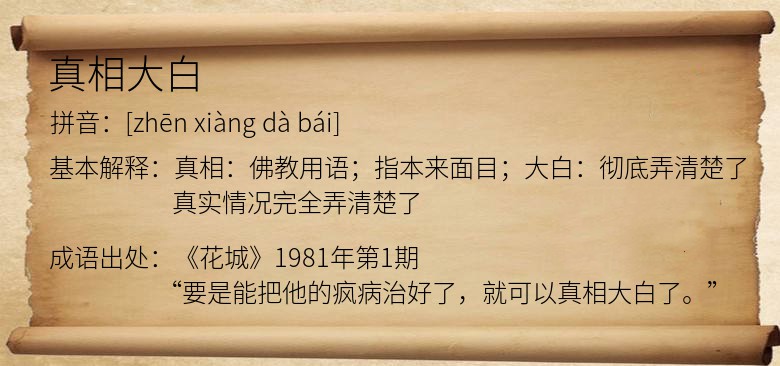 真相大白
拼音：[zhēn xiàng dà bái]
基本解释：真相：佛教用语；指本来面目；大白：彻底弄清楚了
真实情况完全弄清楚了
成语出处：《花城》1981年第1期
“要是能把他的疯病治好了，就可以真相大白了。”